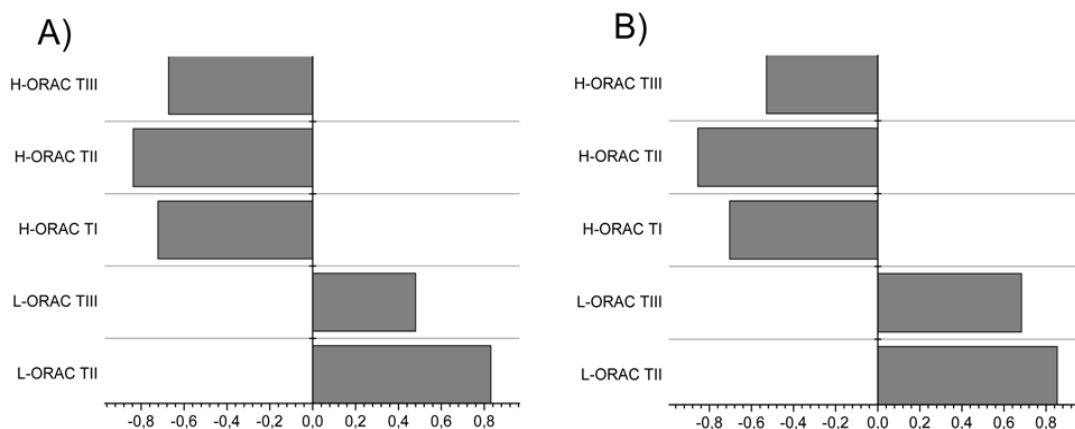 A)
H-ORAC TIII
H-ORAC TII
H-ORAC TI
L-ORAC TIII
L-ORAC TII
-0,8 -0,6 -0,4 -0,2 0,0 0,2 0,4 0,6 0,8
B)
H-ORAC TIII
H-ORAC TII
H-ORAC TI
L-ORAC TIII
L-ORAC TII
-0.8 -0.6 -0.4 -0.2 0.0 0.2 0.4 0.6 0.8